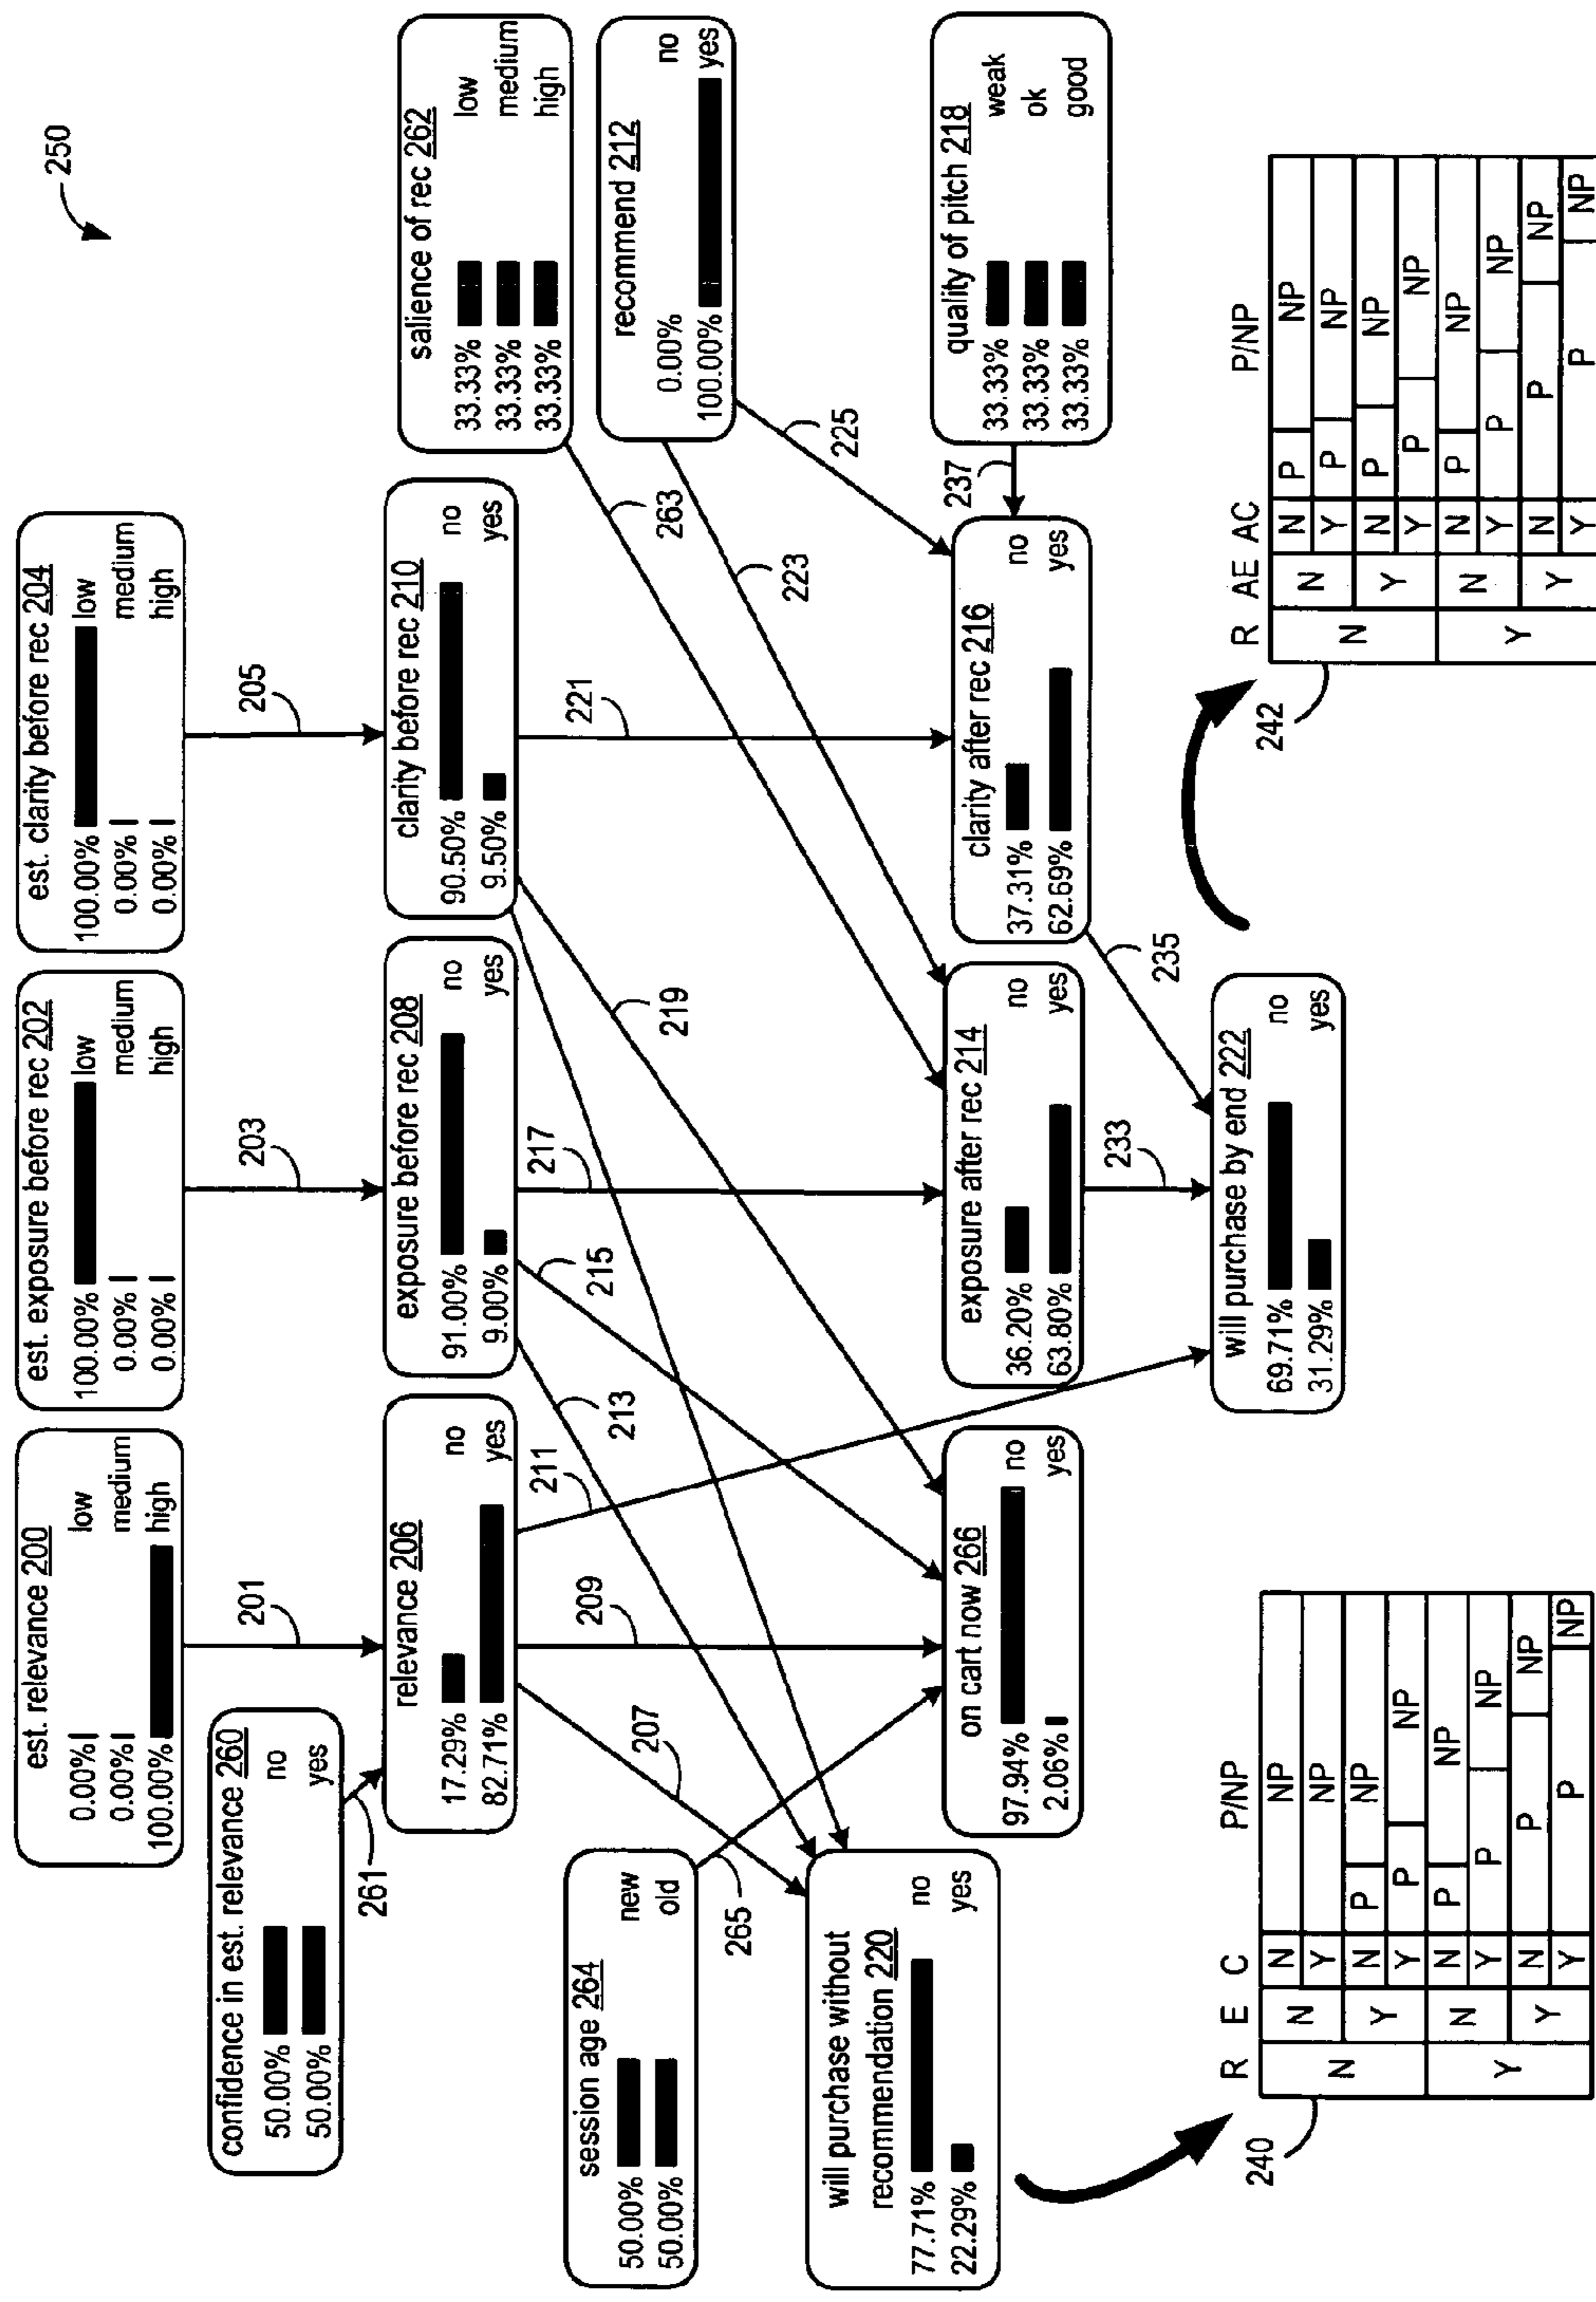 250
est. relevance 200
0.00% low
0.00% medium
100.00% high
est. exposure before rec 202
100.00% low
0.00% medium
0.00% high
est. clarity before rec 204
100.00% low
0.00% medium
0.00% high
confidence in est. relevance 260
50.00% no
50.00% yes
261
201
203
205
relevance 206
17.29% no
82.71% yes
exposure before rec 208
91.00% no
9.00% yes
clarity before rec 210
90.50% no
9.50% yes
salience of rec 262
33.33% low
33.33% medium
33.33% high
recommend 212
0.00% no
100.00% yes
session age 264
50.00% new
50.00% old
265
207
209
211
213
215
217
219
221
263
223
225
will purchase without
recommendation 220
77.71% no
22.29% yes
on cart now 266
97.94% no
2.06% yes
exposure after rec 214
36.20% no
63.80% yes
clarity after rec 216
37.31% no
62.69% yes
237
quality of pitch 218
33.33% weak
33.33% ok
33.33% good
233
235
will purchase by end 222
69.71% no
31.29% yes
240
R E C P/NP
N N N NP
Y NP
Y N P NP
Y P NP
Y N N P NP
Y P NP
Y N P NP
Y P NP
242
R AE AC P/NP
N N N P NP
Y P NP
Y N P NP
Y P NP
Y N N P NP
Y P NP
Y N P NP
Y P NP